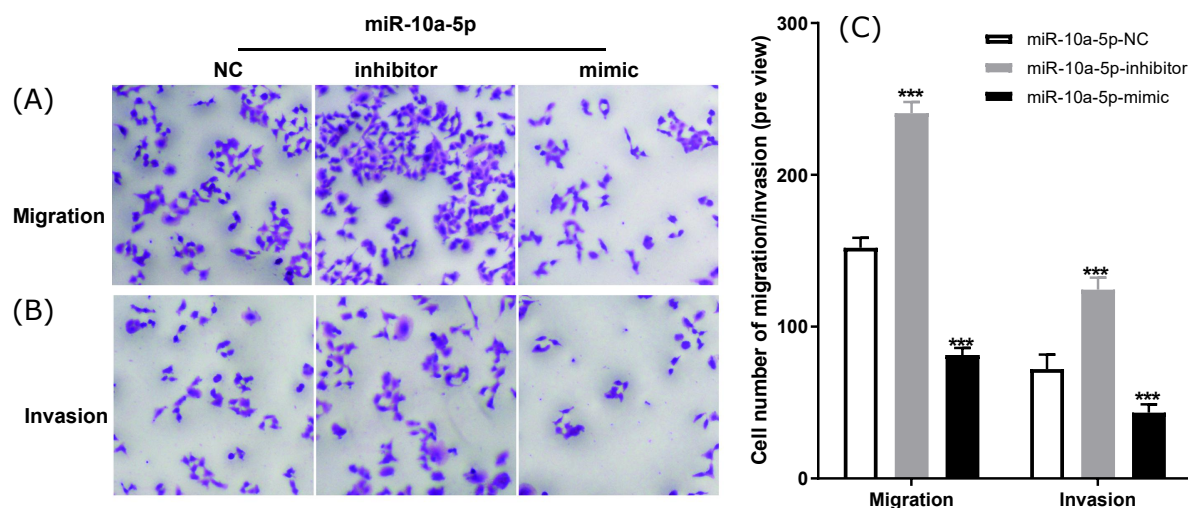 miR-10a-5p
NC inhibitor mimic
(A)
Migration
(B)
Invasion
(C)
miR-10a-5p-NC
miR-10a-5p-inhibitor
miR-10a-5p-mimic
Cell number of migration/invasion (pre view)
300
200
100
0
***
***
***
***
Migration Invasion